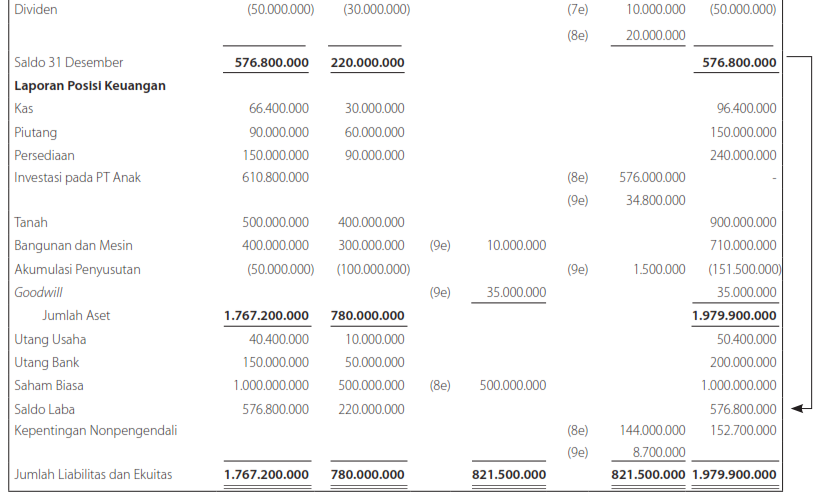 Dividen (50.000.000) (30.000.000) (7e) 10.000.000 (50.000.000)
(8e) 20.000.000
Saldo 31 Desember 576.800.000 220.000.000 576.800.000
Laporan Posisi Keuangan
Kas 66.400.000 30.000.000 96.400.000
Piutang 90.000.000 60.000.000 150.000.000
Persediaan 150.000.000 90.000.000 240.000.000
Investasi pada PT Anak 610.800.000 (8e) 576.000.000 -
(9e) 34.800.000
Tanah 500.000.000 400.000.000 900.000.000
Bangunan dan Mesin 400.000.000 300.000.000 (9e) 10.000.000 710.000.000
Akumulasi Penyusutan (50.000.000) (100.000.000) (9e) 1.500.000 (151.500.000)
Goodwill (9e) 35.000.000 35.000.000
Jumlah Aset 1.767.200.000 780.000.000 1.979.900.000
Utang Usaha 40.400.000 10.000.000 50.400.000
Utang Bank 150.000.000 50.000.000 200.000.000
Saham Biasa 1.000.000.000 500.000.000 (8e) 500.000.000 1.000.000.000
Saldo Laba 576.800.000 220.000.000 576.800.000
Kepentingan Nonpengendali (8e) 144.000.000 152.700.000
(9e) 8.700.000
Jumlah Liabilitas dan Ekuitas 1.767.200.000 780.000.000 821.500.000 821.500.000 1.979.900.000